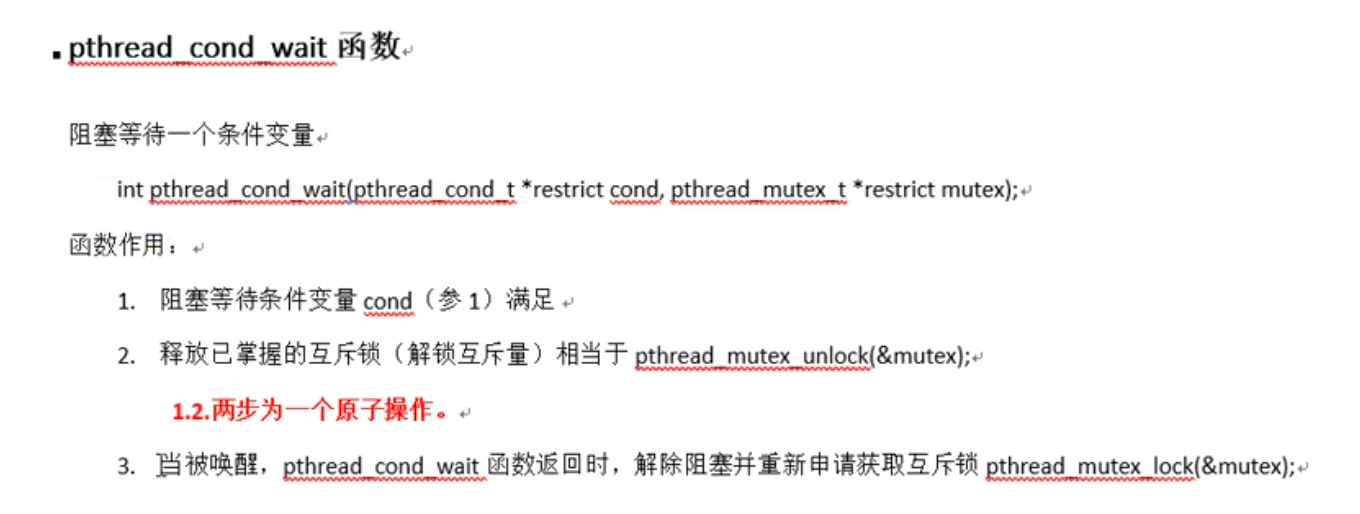 pthread_cond_wait 函数
阻塞等待一个条件变量
int pthread_cond_wait(pthread_cond_t *restrict cond, pthread_mutex_t *restrict mutex);
函数作用：
1. 阻塞等待条件变量 cond（参 1）满足
2. 释放已掌握的互斥锁（解锁互斥量）相当于 pthread_mutex_unlock(&mutex);
1.2.两步为一个原子操作。
3. 当被唤醒，pthread_cond_wait 函数返回时，解除阻塞并重新申请获取互斥锁 pthread_mutex_lock(&mutex);